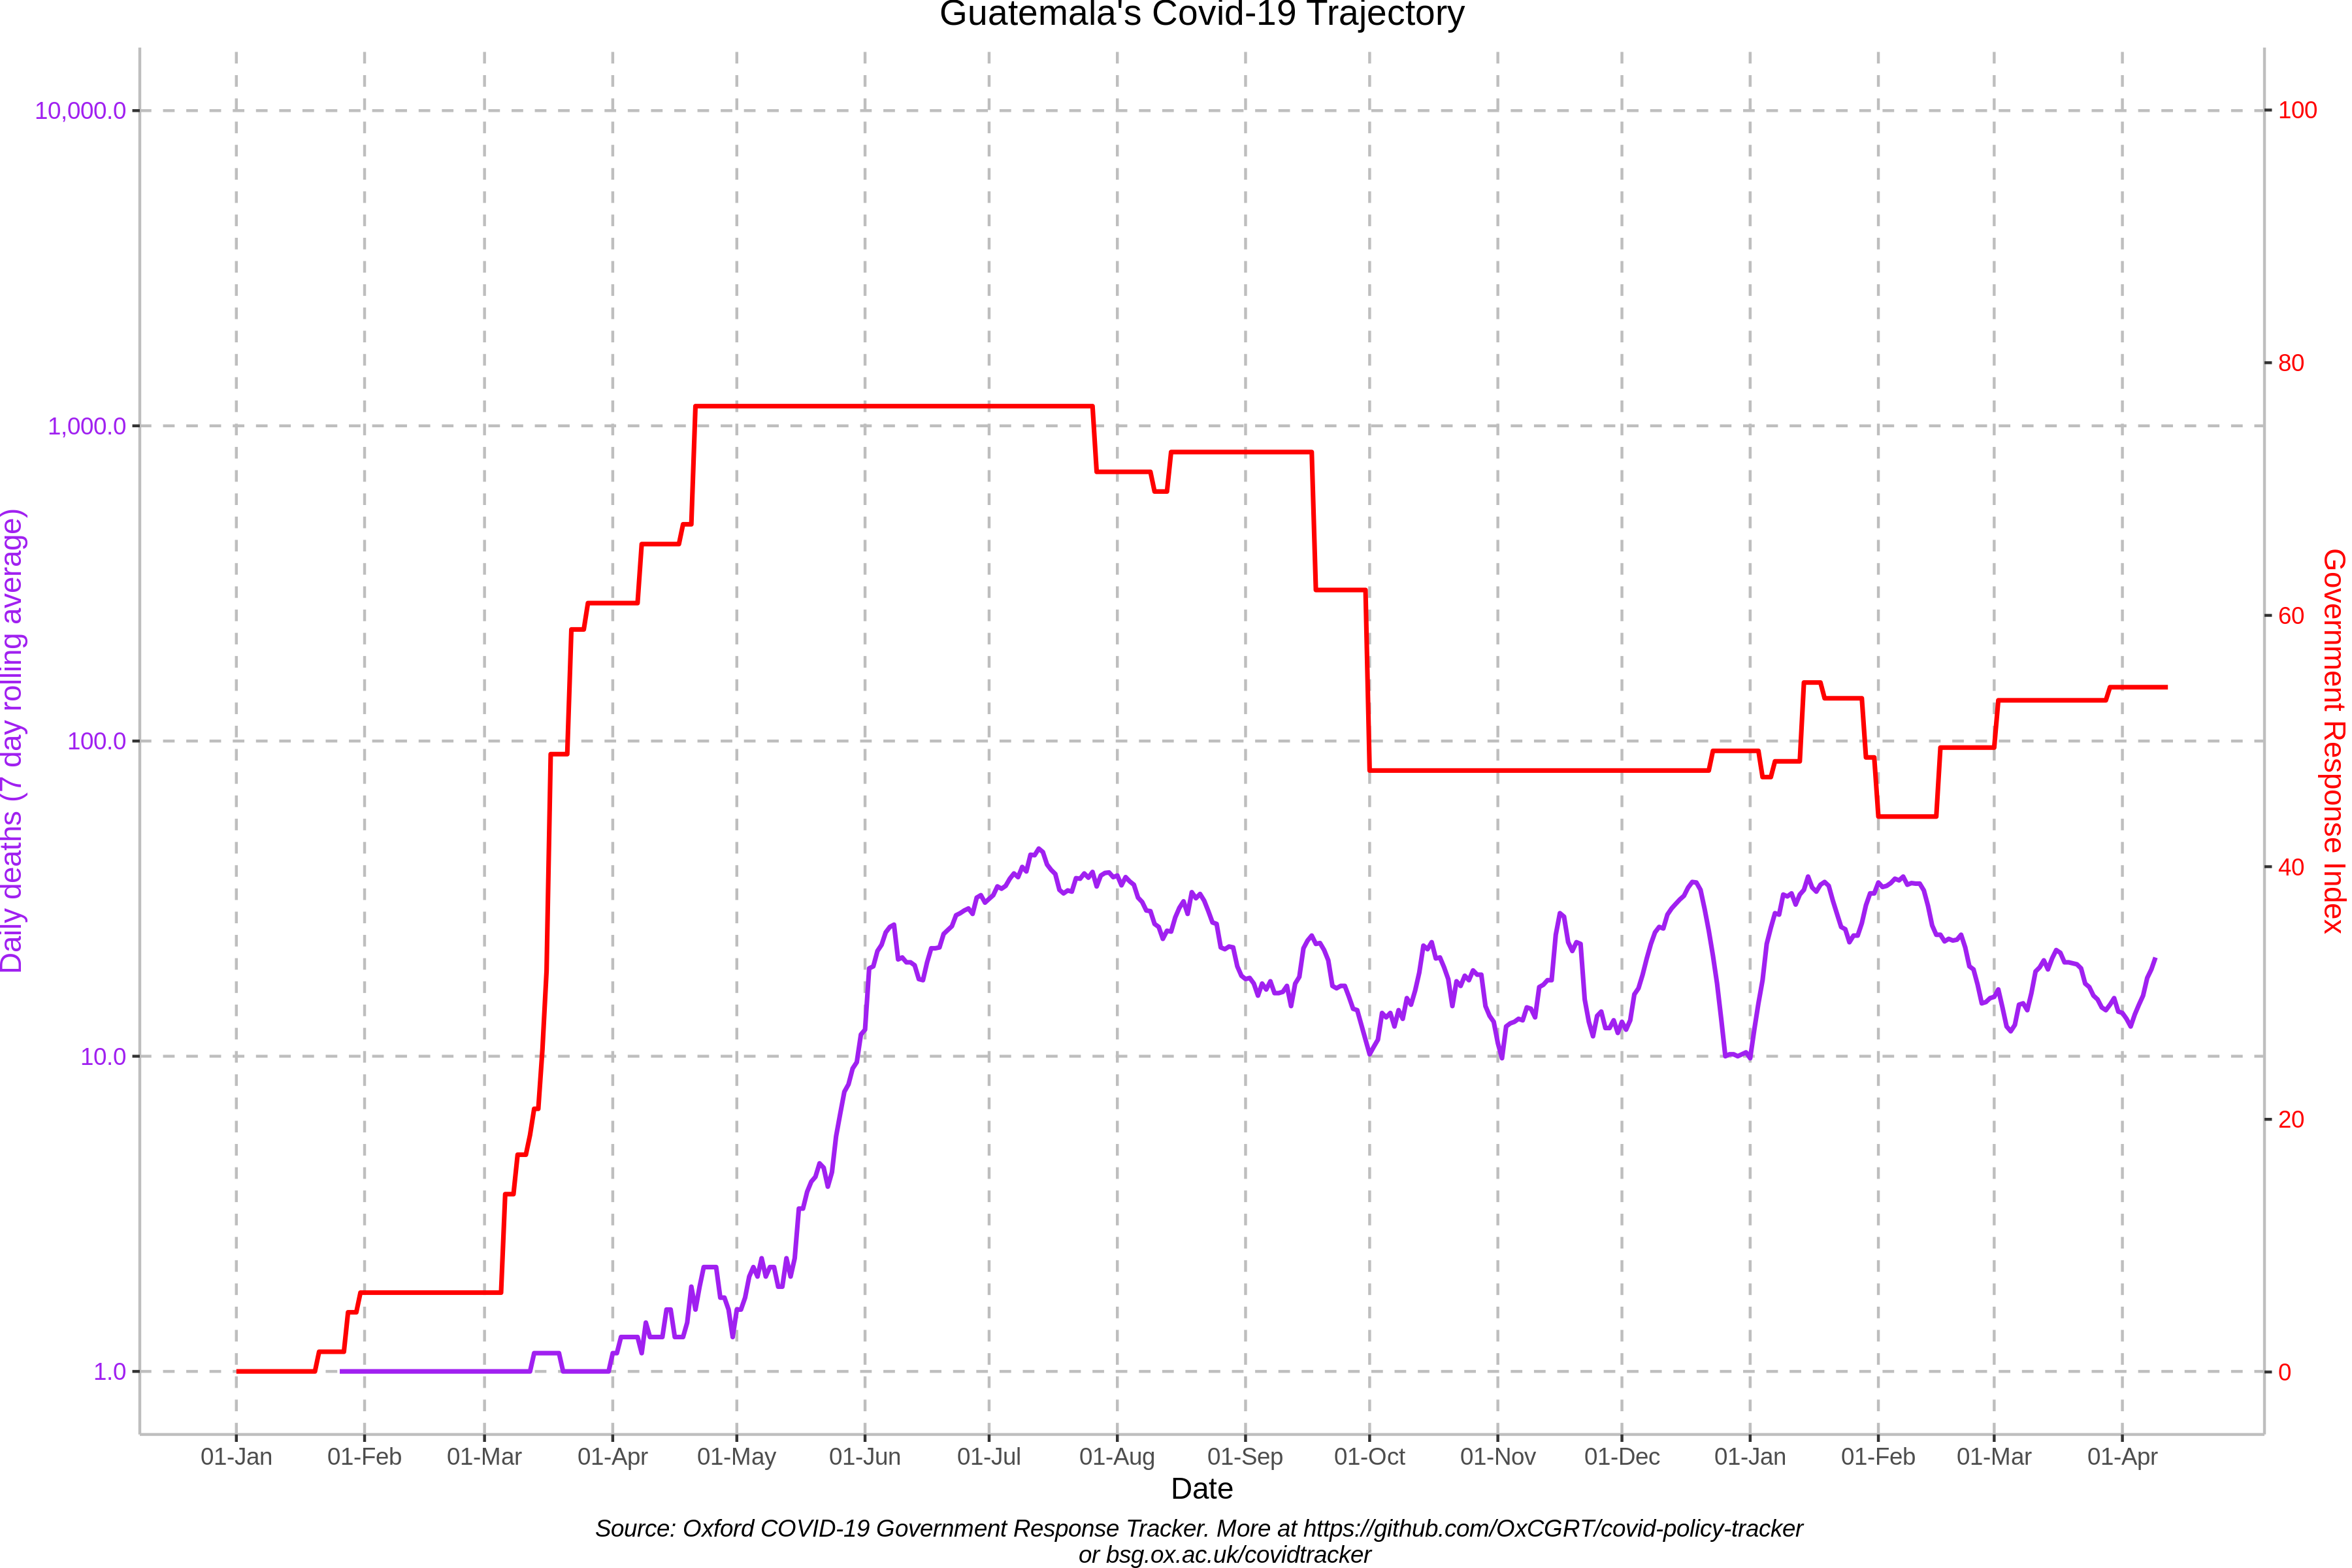 Guatemala's Covid-19 Trajectory
10,000.0
1,000.0
100.0
10.0
1.0
Daily deaths (7 day rolling average)
100
80
60
40
20
0
Government Response Index
01-Jan 01-Feb 01-Mar 01-Apr 01-May 01-Jun 01-Jul 01-Aug 01-Sep 01-Oct 01-Nov 01-Dec 01-Jan 01-Feb 01-Mar 01-Apr
Date
Source: Oxford COVID-19 Government Response Tracker. More at https://github.com/OxCGRT/covid-policy-tracker
or bsg.ox.ac.uk/covidtracker